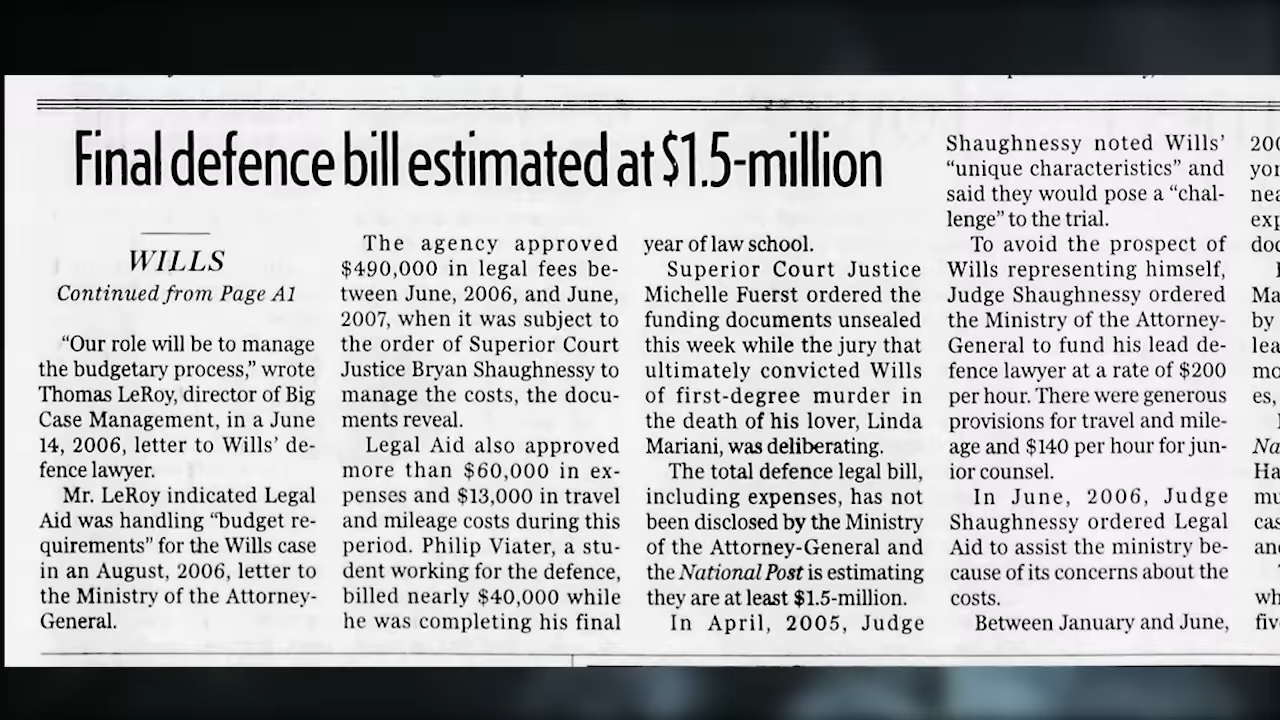 Final defence bill estimated at $1.5-million
WILLS
Continued from Page A1
“Our role will be to manage
the budgetary process,” wrote
Thomas LeRoy, director of Big
Case Management, in a June
14, 2006, letter to Wills’ de-
fence lawyer.
Mr. LeRoy indicated Legal
Aid was handling “budget re-
quirements” for the Wills case
in an August, 2006, letter to
the Ministry of the Attorney-
General.
The agency approved
$490,000 in legal fees be-
tween June, 2006, and June,
2007, when it was subject to
the order of Superior Court
Justice Bryan Shaughnessy to
manage the costs, the docu-
ments reveal.
Legal Aid also approved
more than $60,000 in ex-
penses and $13,000 in travel
and mileage costs during this
period. Philip Viater, a stu-
dent working for the defence,
billed nearly $40,000 while
he was completing his final
year of law school.
Superior Court Justice
Michelle Fuerst ordered the
funding documents unsealed
this week while the jury that
ultimately convicted Wills
of first-degree murder in
the death of his lover, Linda
Mariani, was deliberating.
The total defence legal bill,
including expenses, has not
been disclosed by the Ministry
of the Attorney-General and
the National Post is estimating
they are at least $1.5-million.
In April, 2005, Judge
Shaughnessy noted Wills’
“unique characteristics” and
said they would pose a “chal-
lenge” to the trial.
To avoid the prospect of
Wills representing himself,
Judge Shaughnessy ordered
the Ministry of the Attorney-
General to fund his lead de-
fence lawyer at a rate of $200
per hour. There were generous
provisions for travel and mile-
age and $140 per hour for jun-
ior counsel.
In June, 2006, Judge
Shaughnessy ordered Legal
Aid to assist the ministry be-
cause of its concerns about the
costs.
Between January and June,